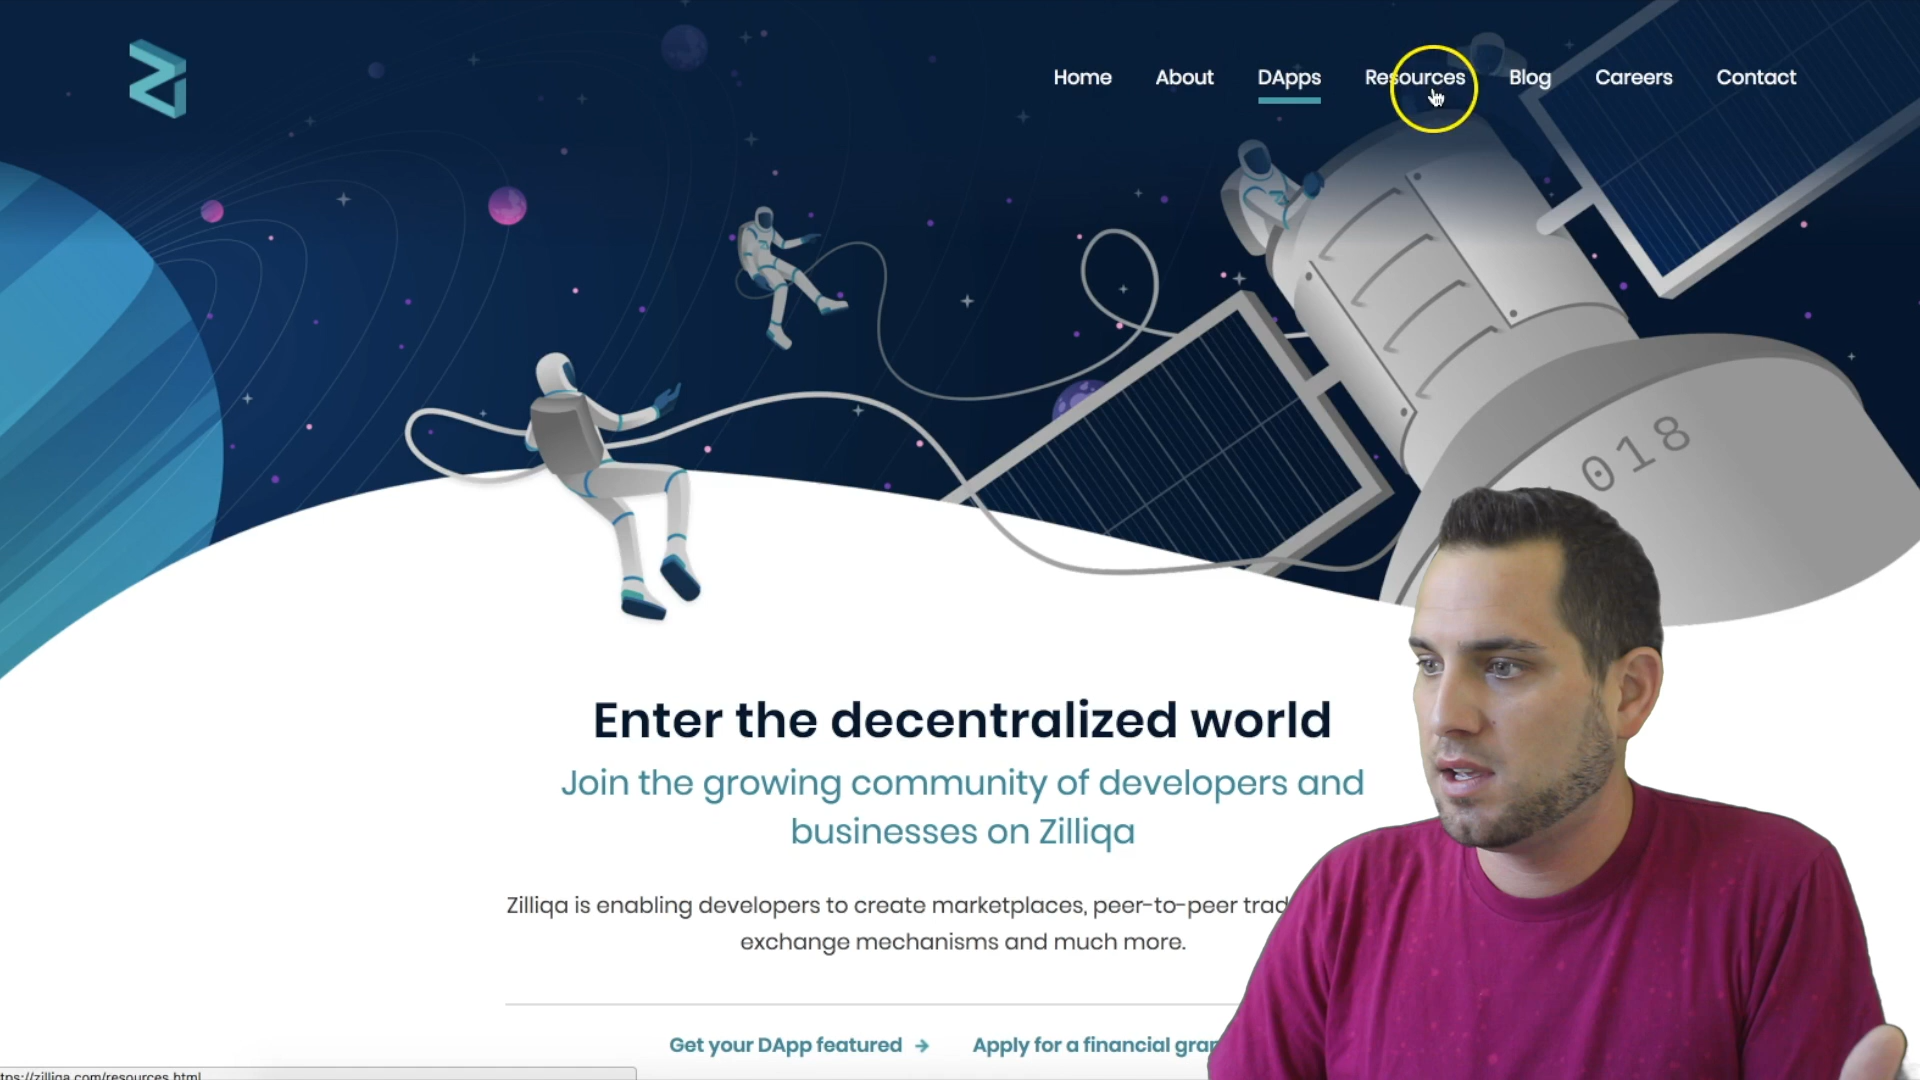 Home About DApps Resources Blog Careers Contact
018
Enter the decentralized world
Join the growing community of developers and
businesses on Zilliqa
Zilliqa is enabling developers to create marketplaces, peer-to-peer
exchange mechanisms and much more.
Get your DApp featured → Apply for a financial
tps://zilliqa.com/resources.html